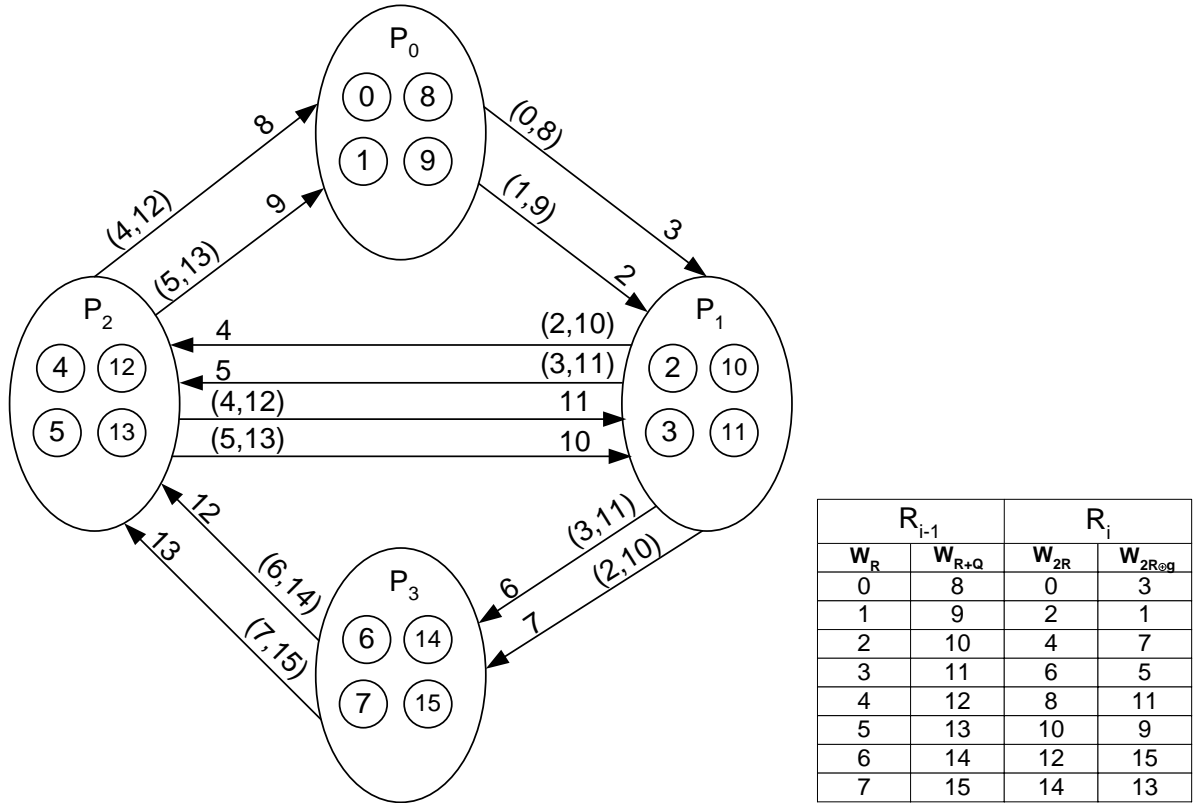 P0
0 8
1 9
(0,8)
3
(1,9)
2
8
(4,12)
9
(5,13)
P2
4 12
5 13
P1
2 10
3 11
4 (2,10)
5 (3,11)
(4,12) 11
(5,13) 10
12
(6,14)
13
(7,15)
(3,11)
6
(2,10)
7
P3
6 14
7 15
Ri-1 Ri
WR WR+Q W2R W2R⊚g
0 8 0 3
1 9 2 1
2 10 4 7
3 11 6 5
4 12 8 11
5 13 10 9
6 14 12 15
7 15 14 13